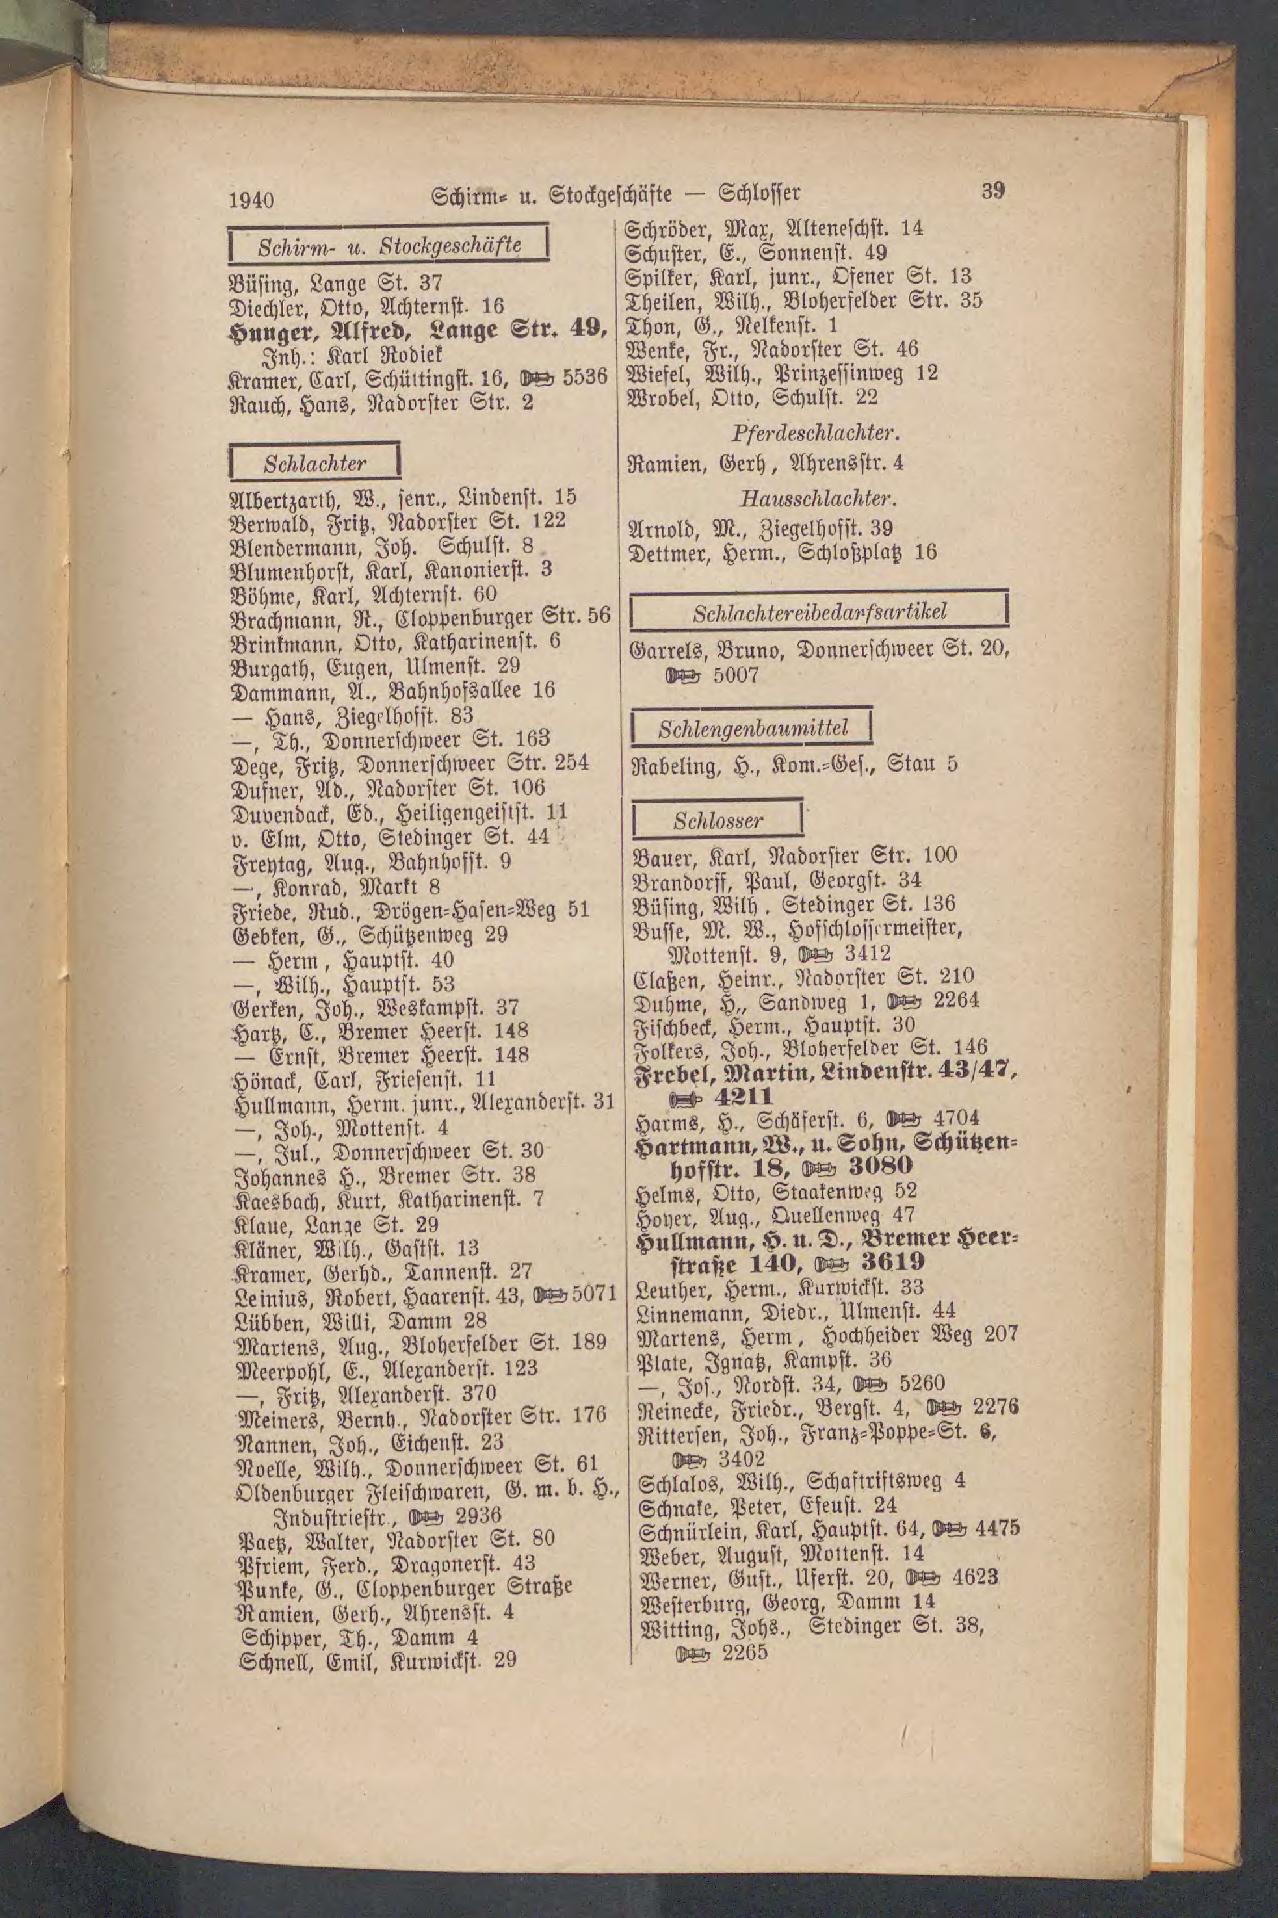 1940 Schirm= u. Stockgeschäfte — Schlosser 39
Schirm- u. Stockgeschäfte
Büsing, Lange St. 37
Diechler, Otto, Achternst. 16
Hunger, Alfred, Lange Str. 49,
Inh.: Karl Rodiek
Kramer, Carl, Schüttingst. 16, 5536
Rauch, Hans, Nadorster Str. 2
Schlachter
Albertzarth, W., senr., Lindenst. 15
Berwald, Fritz, Nadorster St. 122
Blendermann, Joh. Schulst. 8
Blumenhorst, Karl, Kanonierst. 3
Böhme, Karl, Achternst. 60
Brachmann, R., Cloppenburger Str. 56
Brinkmann, Otto, Katharinenst. 6
Burgath, Eugen, Ulmenst. 29
Dammann, A., Bahnhofsallee 16
— Hans, Ziegelhofst. 83
—, Th., Donnerschweer St. 163
Dege, Fritz, Donnerschweer Str. 254
Dufner, Ad., Nadorster St. 106
Duvendack, Ed., Heiligengeistst. 11
v. Elm, Otto, Stedinger St. 44
Freytag, Aug., Bahnhofst. 9
—, Konrad, Markt 8
Friede, Rud., Drögen=Hasen=Weg 51
Gebken, G., Schützenweg 29
— Herm, Hauptst. 40
—, Wilh., Hauptst. 53
Gerken, Joh., Weskampst. 37
Hartz, C., Bremer Heerst. 148
— Ernst, Bremer Heerst. 148
Hönack, Carl, Friesenst. 11
Hullmann, Herm. junr., Alexanderst. 31
—, Joh., Mottenst. 4
—, Jul., Donnerschweer St. 30
Johannes H., Bremer Str. 38
Kaesbach, Kurt, Katharinenst. 7
Klaue, Lange St. 29
Kläner, Wilh., Gastst. 13
Kramer, Gerhd., Tannenst. 27
Leinius, Robert, Haarenst. 43, 5071
Lübben, Willi, Damm 28
Martens, Aug., Bloherfelder St. 189
Meerpohl, E., Alexanderst. 123
—, Fritz, Alexanderst. 370
Meiners, Bernh., Nadorster Str. 176
Nannen, Joh., Eichenst. 23
Noelle, Wilh., Donnerschweer St. 61
Oldenburger Fleischwaren, G. m. b. H.,
Industriestr., 2936
Paetz, Walter, Nadorster St. 80
Pfriem, Ferd., Dragonerst. 43
Punke, G., Cloppenburger Straße
Ramien, Gerh., Ahrensst. 4
Schipper, Th., Damm 4
Schnell, Emil, Kurwickst. 29
Schröder, Max, Alteneschst. 14
Schuster, E., Sonnenst. 49
Spilker, Karl, junr., Ofener St. 13
Theilen, Wilh., Bloherfelder Str. 35
Thon, G., Nelkenst. 1
Wenke, Fr., Nadorster St. 46
Wiefel, Wilh., Prinzessinweg 12
Wrobel, Otto, Schulst. 22
Pferdeschlachter.
Ramien, Gerh, Ahrensstr. 4
Hausschlachter.
Arnold, M., Ziegelhofst. 39
Dettmer, Herm., Schloßplatz 16
Schlachtereibedarfsartikel
Garrels, Bruno, Donnerschweer St. 20,
5007
Schlengenbaumittel
Rabeling, H., Kom.=Ges., Stau 5
Schlosser
Bauer, Karl, Nadorster Str. 100
Brandorff, Paul, Georgst. 34
Büsing, Wilh. Stedinger St. 136
Busse, M. W., Hofschlossermeister,
Mottenst. 9, 3412
Claßen, Heinr., Nadorster St. 210
Duhme, H., Sandweg 1, 2264
Fischbeck, Herm., Hauptst. 30
Folkers, Joh., Bloherfelder St. 146
Frebel, Martin, Lindenstr. 43/47,
4211
Harms, H., Schäferst. 6, 4704
Hartmann, W., u. Sohn, Schützen=
hofstr. 18, 3080
Helms, Otto, Staakenweg 52
Hoyer, Aug., Quellenweg 47
Hullmann, H. u. D., Bremer Heer=
straße 140, 3619
Leuther, Herm., Kurwickst. 33
Linnemann, Diedr., Ulmenst. 44
Martens, Herm, Hochheider Weg 207
Plate, Ignatz, Kampst. 36
—, Jos., Nordst. 34, 5260
Reinecke, Friedr., Bergst. 4, 2276
Rittersen, Joh., Franz=Poppe=St. 6,
3402
Schlalos, Wilh., Schaftriftsweg 4
Schnake, Peter, Efeust. 24
Schnürlein, Karl, Hauptst. 64, 4475
Weber, August, Mottenst. 14
Werner, Gust., Uferst. 20, 4623
Westerburg, Georg, Damm 14
Witting, Johs., Stedinger St. 38,
2265